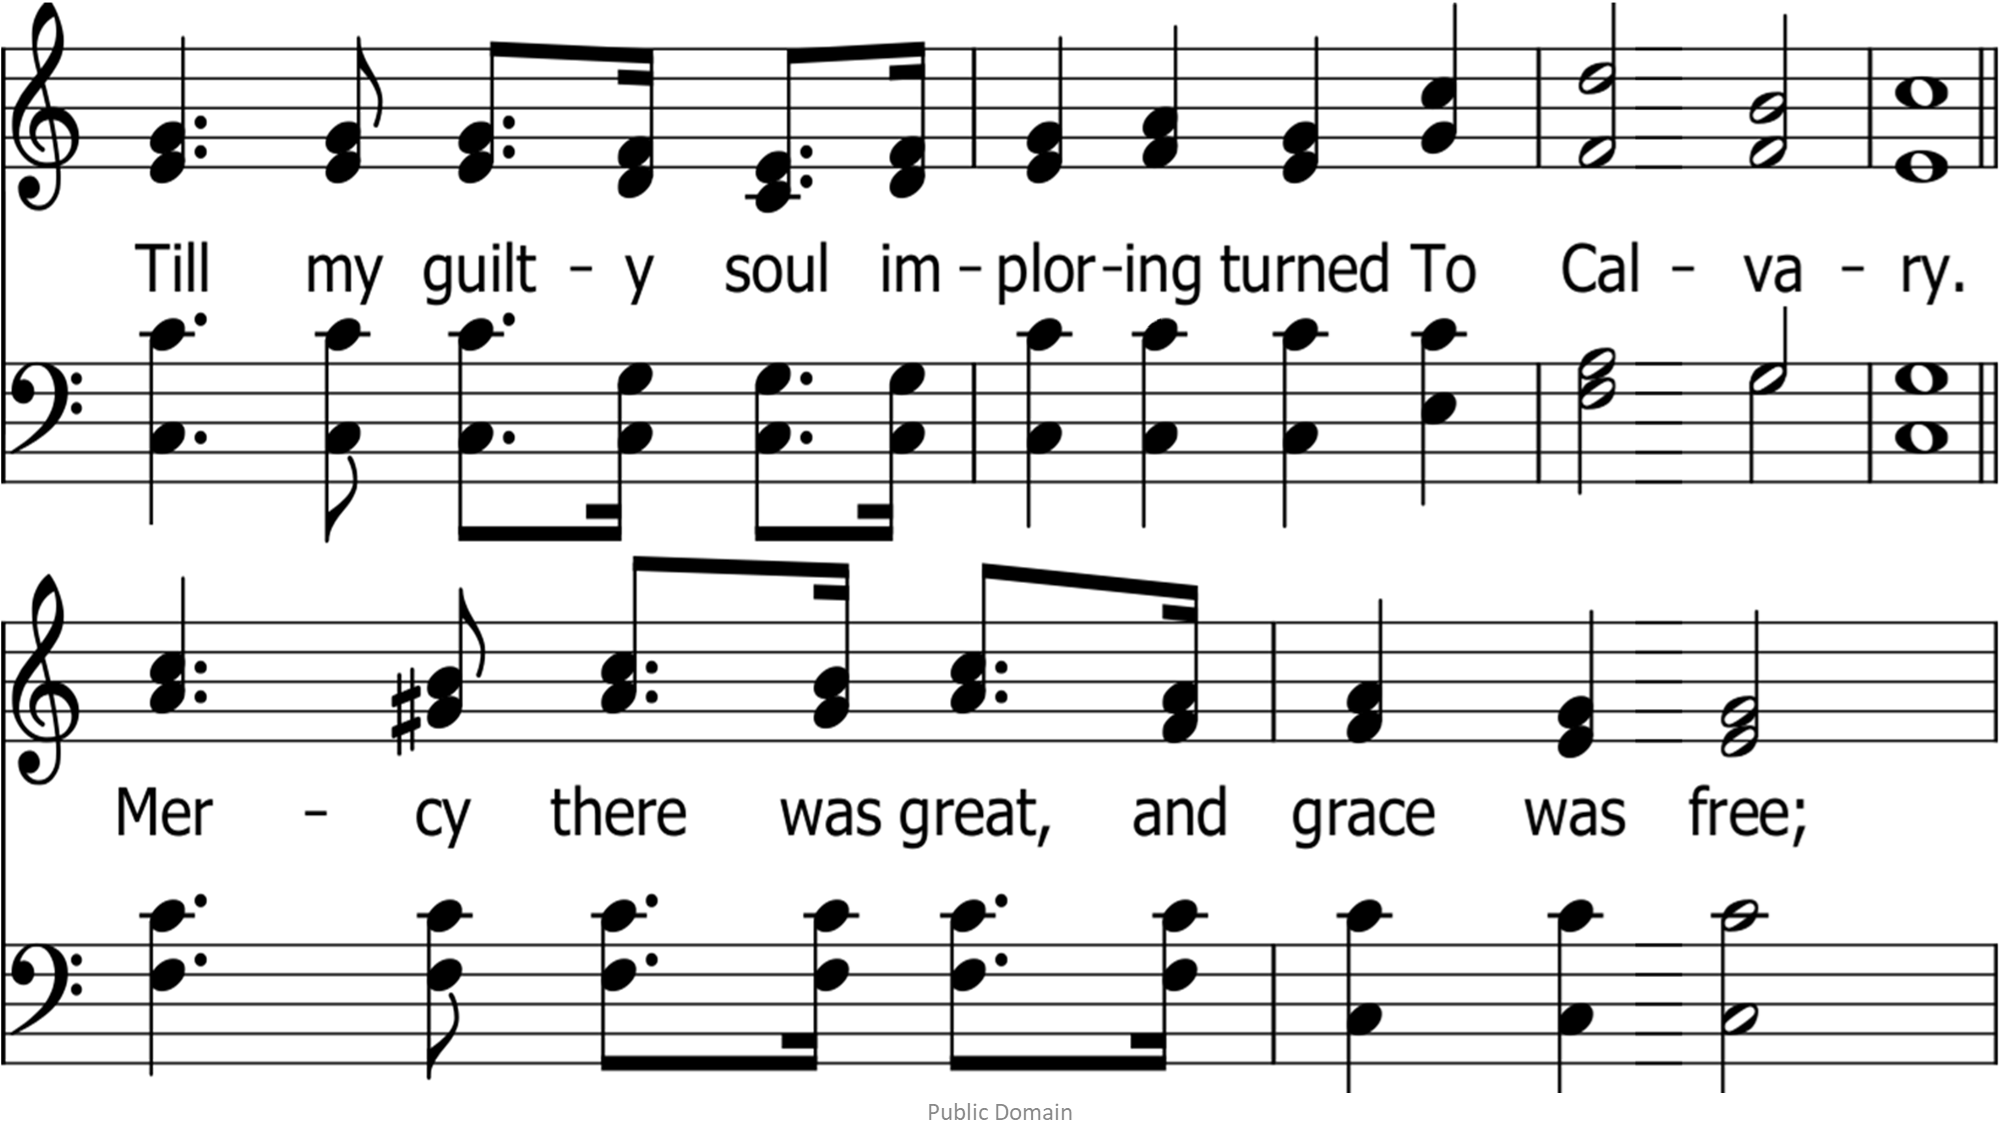 Till my guilt - y soul im - plor - ing turned To Cal - va - ry.
Mer - cy there was great, and grace was free;
Public Domain